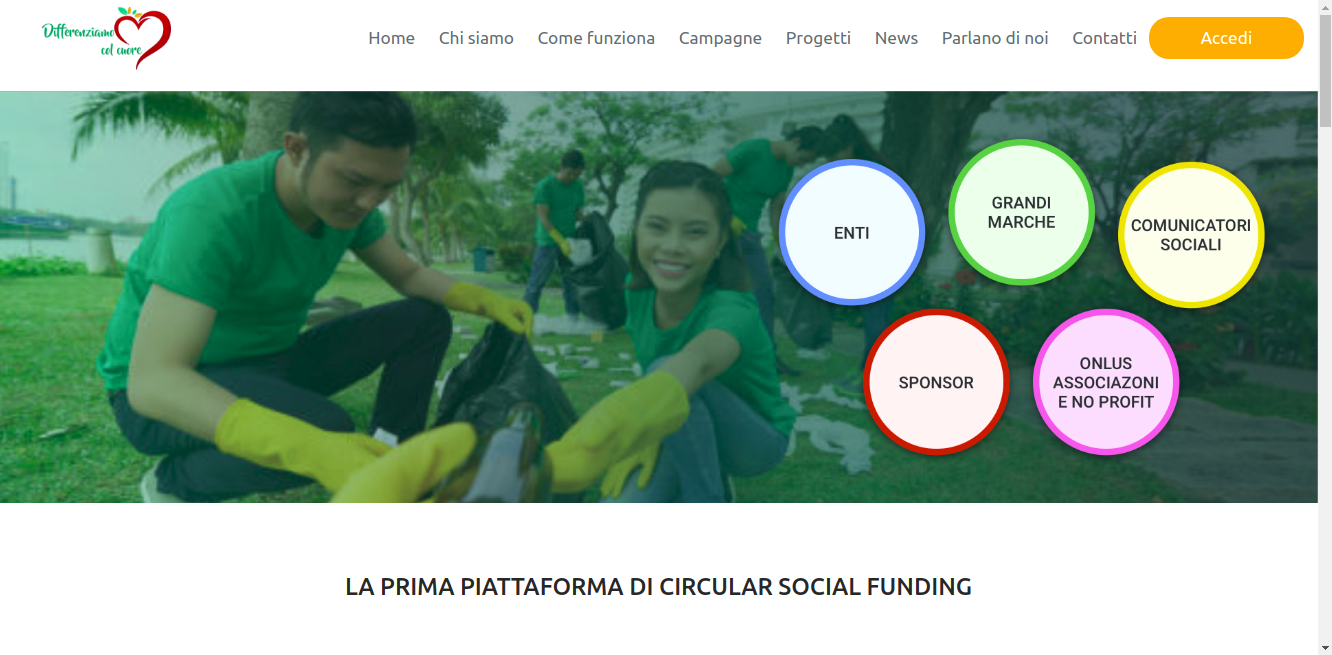 Differenziamo
col cuore
Home Chi siamo Come funziona Campagne Progetti News Parlano di noi Contatti Accedi
ENTI
GRANDI
MARCHE
COMUNICATORI
SOCIALI
SPONSOR
ONLUS
ASSOCIAZONI
E NO PROFIT
LA PRIMA PIATTAFORMA DI CIRCULAR SOCIAL FUNDING